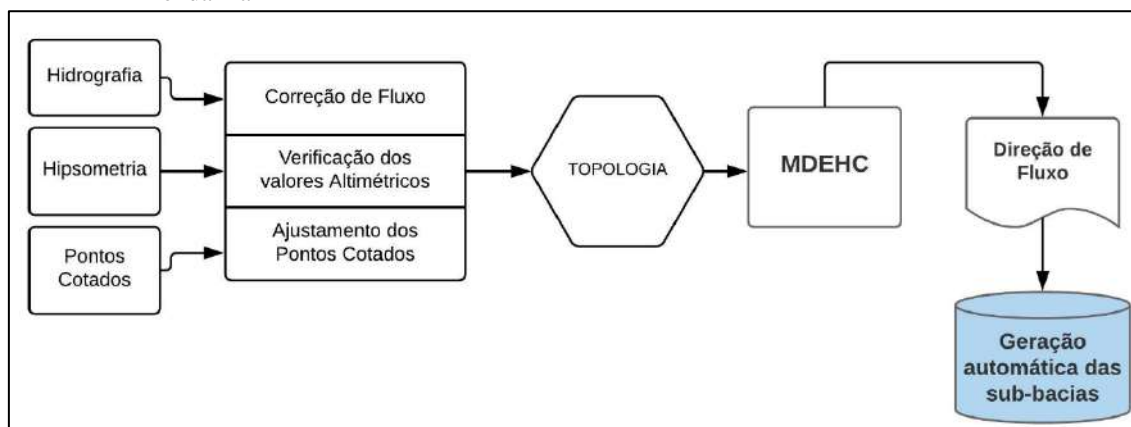 Hidrografia
Hipsometria
Pontos
Cotados
Correção de Fluxo
Verificação dos
valores Altimétricos
Ajustamento dos
Pontos Cotados
TOPOLOGIA
MDEHC
Direção de
Fluxo
Geração
automática das
sub-bacias